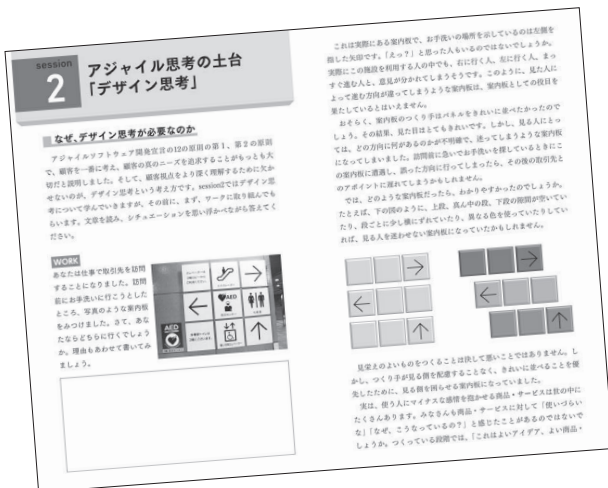 session
2
アジャイル思考の土台
「デザイン思考」
なぜ、デザイン思考が必要なのか
アジャイルソフトウェア開発宣言の12の原則の第1、第2の原則
で、顧客を一番に考え、顧客の真のニーズを追求することがもっとも大
切だと説明しました。そして、顧客視点をより深く理解するために欠か
せないのが、デザイン思考という考え方です。session2ではデザイン思
考について学んでいきますが、その前に、まず、ワークに取り組んでも
らいます。文章を読み、シチュエーションを思い浮かべながら答えてく
ださい。
WORK
あなたは仕事で取引先を訪問
することになりました。訪問
前にお手洗いに行こうとした
ところ、写真のような案内板
をみつけました。さて、あな
たならどちらに行くでしょう
か。理由もあわせて書いてみ
ましょう。
AED
AED
これは実際にある案内板で、お手洗いの場所を示しているのは左側を
指した矢印です。「えっ？」と思った人もいるのではないでしょうか。
実際にこの施設を利用する人の中でも、右に行く人、左に行く人、まっ
すぐ進む人と、意見が分かれてしまうそうです。このように、見た人に
よって進む方向が違ってしまうような案内板は、案内板としての役目を
果たしているとはいえません。
おそらく、案内板のつくり手はパネルをきれいに並べたかったので
しょう。その結果、見た目はとてもきれいです。しかし、見る人にとっ
ては、どの方向に何があるのかが不明確で、迷ってしまうような案内板
になってしまいました。訪問前に急いでお手洗いを探しているときにこ
の案内板に遭遇し、誤った方向に行ってしまったら、その後の取引先と
のアポイントに遅れてしまうかもしれません。
では、どのような案内板だったら、わかりやすかったのでしょうか。
たとえば、下の図のように、上段、真ん中の段、下段の隙間が空いてい
たり、段ごとに少し横にずれていたり、異なる色を使っていたりしてい
れば、見る人を迷わせない案内板になっていたかもしれません。
見栄えのよいものをつくることは決して悪いことではありません。し
かし、つくり手が見る側を配慮することなく、きれいに並べることを優
先したために、見る側を困らせる案内板になっていました。
実は、使う人にマイナスな感情を抱かせる商品・サービスは世の中に
たくさんあります。みなさんも商品・サービスに対して「使いづらい
な」「なぜ、こうなっているの？」と感じたことがあるのではないで
しょうか。つくっている段階では、「これはよいアイデア、よい商品・